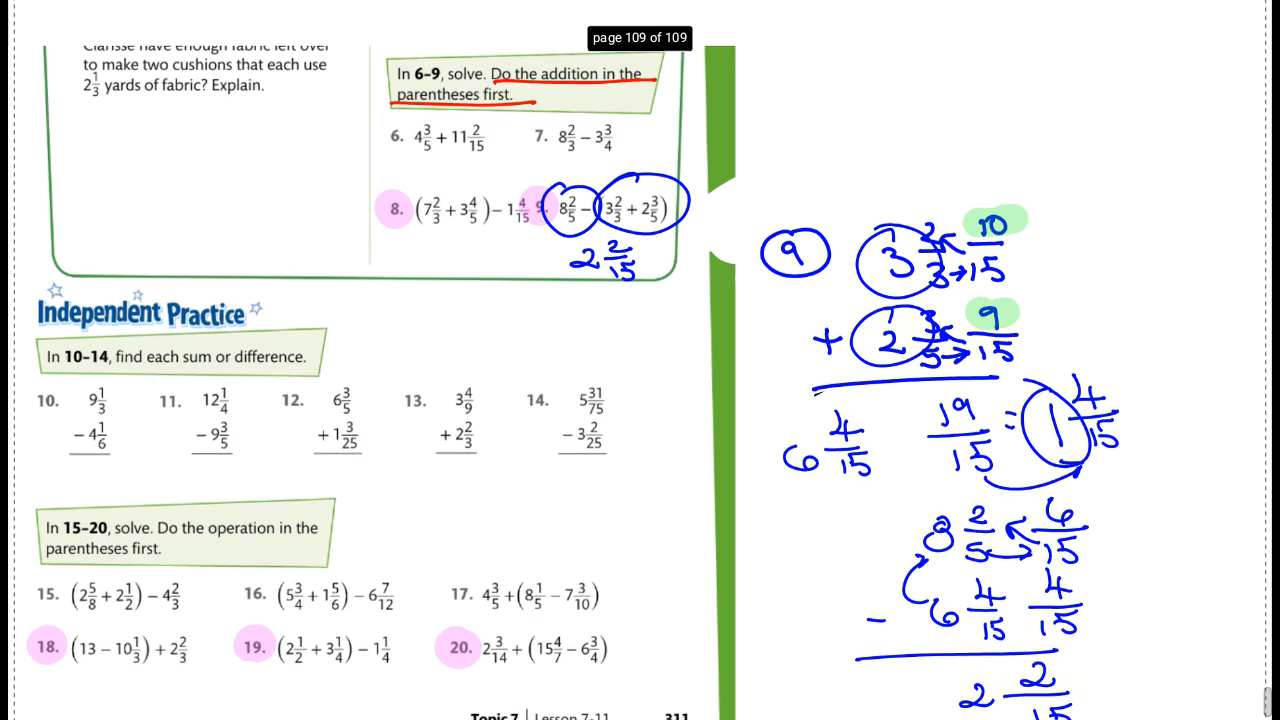 page 109 of 109
Clarisse have enough fabric left over
to make two cushions that each use
2 1/3 yards of fabric? Explain.
In 6–9, solve. Do the addition in the
parentheses first.
6. 4 3/5 + 11 2/15 7. 8 2/3 − 3 3/4
8. (7 2/3 + 3 4/5) − 1 4/15 9. 8 2/5 − (3 2/3 + 2 3/5)
2 2/15
Independent Practice
In 10–14, find each sum or difference.
10. 9 1/3 11. 12 1/4 12. 6 3/5 13. 3 4/9 14. 5 31/75
− 4 1/6 − 9 3/5 + 1 3/25 + 2 2/3 − 3 2/25
In 15–20, solve. Do the operation in the
parentheses first.
15. (2 5/8 + 2 1/2) − 4 2/3 16. (5 3/4 + 1 5/6) − 6 7/12 17. 4 3/5 + (8 1/5 − 7 3/10)
18. (13 − 10 1/3) + 2 2/3 19. (2 1/2 + 3 1/4) − 1 1/4 20. 2 3/14 + (15 4/7 − 6 3/4)
Topic 7 | Lesson 7-11 311
9 3 2/3 10/15
+ 2 3/5 9/15
6 4/15 19/15 = 1 4/15
8 2/5 6/15
− 6 4/15 4/15
2 2/15